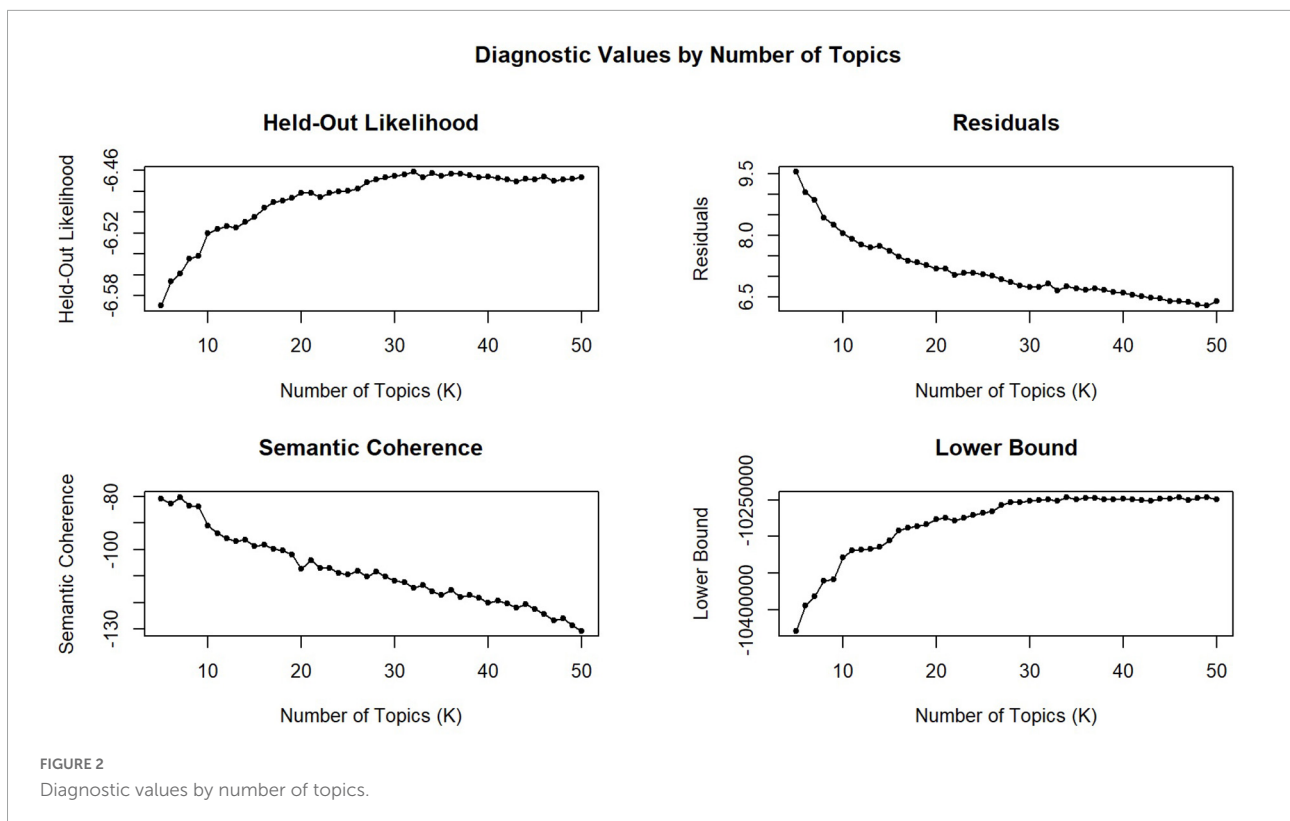 Diagnostic Values by Number of Topics
Held-Out Likelihood
Held-Out Likelihood
-6.46
-6.52
-6.58
10 20 30 40 50
Number of Topics (K)
Residuals
Residuals
9.5
8.0
6.5
10 20 30 40 50
Number of Topics (K)
Semantic Coherence
Semantic Coherence
-80
-100
-130
10 20 30 40 50
Number of Topics (K)
Lower Bound
Lower Bound
-10250000
-10400000
10 20 30 40 50
Number of Topics (K)
FIGURE 2
Diagnostic values by number of topics.